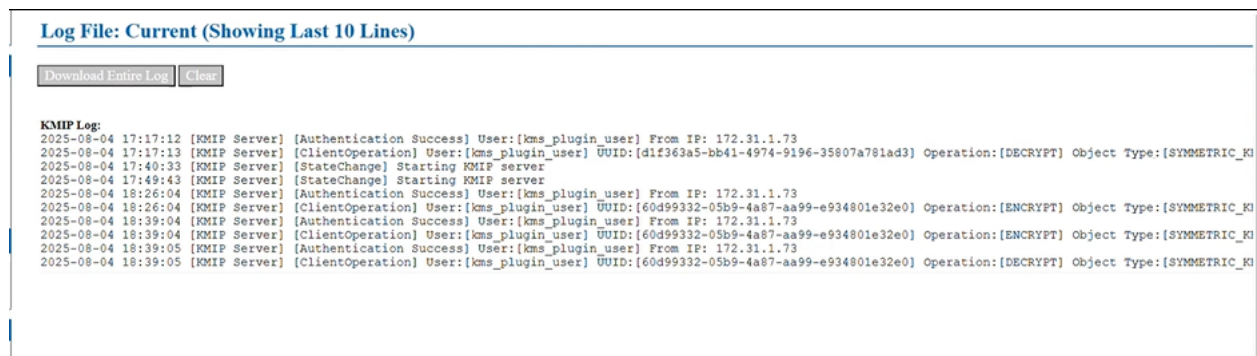 Log File: Current (Showing Last 10 Lines)
Download Entire Log Clear
KMIP Log:
2025-08-04 17:17:12 [KMIP Server] [Authentication Success] User:[kms_plugin_user] From IP: 172.31.1.73
2025-08-04 17:17:13 [KMIP Server] [ClientOperation] User:[kms_plugin_user] UUID:[d1f363a5-bb41-4974-9196-35807a781ad3] Operation:[DECRYPT] Object Type:[SYMMETRIC_KE
2025-08-04 17:40:33 [KMIP Server] [StateChange] Starting KMIP server
2025-08-04 17:49:43 [KMIP Server] [StateChange] Starting KMIP server
2025-08-04 18:26:04 [KMIP Server] [Authentication Success] User:[kms_plugin_user] From IP: 172.31.1.73
2025-08-04 18:26:04 [KMIP Server] [ClientOperation] User:[kms_plugin_user] UUID:[60d99332-05b9-4a87-aa99-e934801e32e0] Operation:[ENCRYPT] Object Type:[SYMMETRIC_KE
2025-08-04 18:39:04 [KMIP Server] [Authentication Success] User:[kms_plugin_user] From IP: 172.31.1.73
2025-08-04 18:39:04 [KMIP Server] [ClientOperation] User:[kms_plugin_user] UUID:[60d99332-05b9-4a87-aa99-e934801e32e0] Operation:[ENCRYPT] Object Type:[SYMMETRIC_KE
2025-08-04 18:39:05 [KMIP Server] [Authentication Success] User:[kms_plugin_user] From IP: 172.31.1.73
2025-08-04 18:39:05 [KMIP Server] [ClientOperation] User:[kms_plugin_user] UUID:[60d99332-05b9-4a87-aa99-e934801e32e0] Operation:[DECRYPT] Object Type:[SYMMETRIC_KE